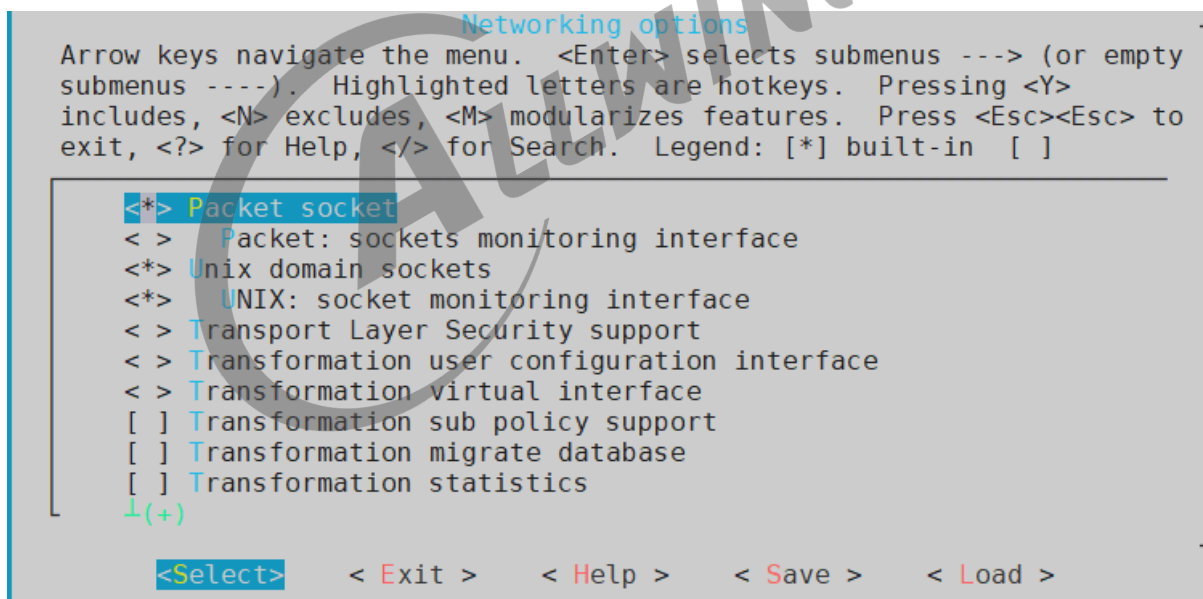 Networking options
Arrow keys navigate the menu.  <Enter> selects submenus ---> (or empty
submenus ----).  Highlighted letters are hotkeys.  Pressing <Y>
includes, <N> excludes, <M> modularizes features.  Press <Esc><Esc> to
exit, <?> for Help, </> for Search.  Legend: [*] built-in  [ ]
<*> Packet socket
< >   Packet: sockets monitoring interface
<*> Unix domain sockets
<*>   UNIX: socket monitoring interface
< > Transport Layer Security support
< > Transformation user configuration interface
< > Transformation virtual interface
[ ] Transformation sub policy support
[ ] Transformation migrate database
[ ] Transformation statistics
┴(+)
<Select>    < Exit >    < Help >    < Save >    < Load >